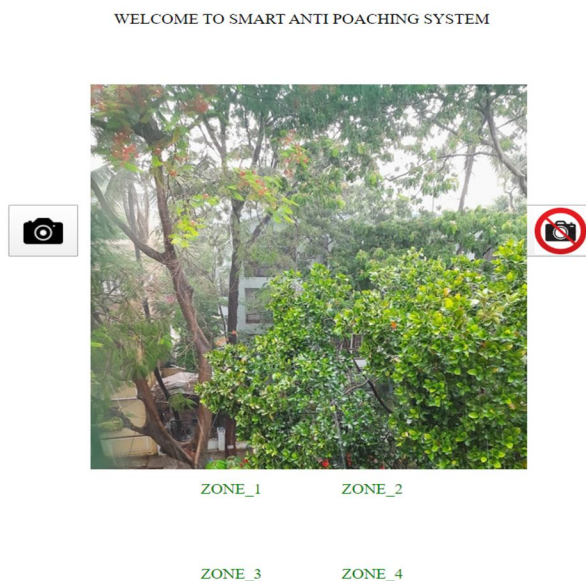 WELCOME TO SMART ANTI POACHING SYSTEM
ZONE_1 ZONE_2
ZONE_3 ZONE_4